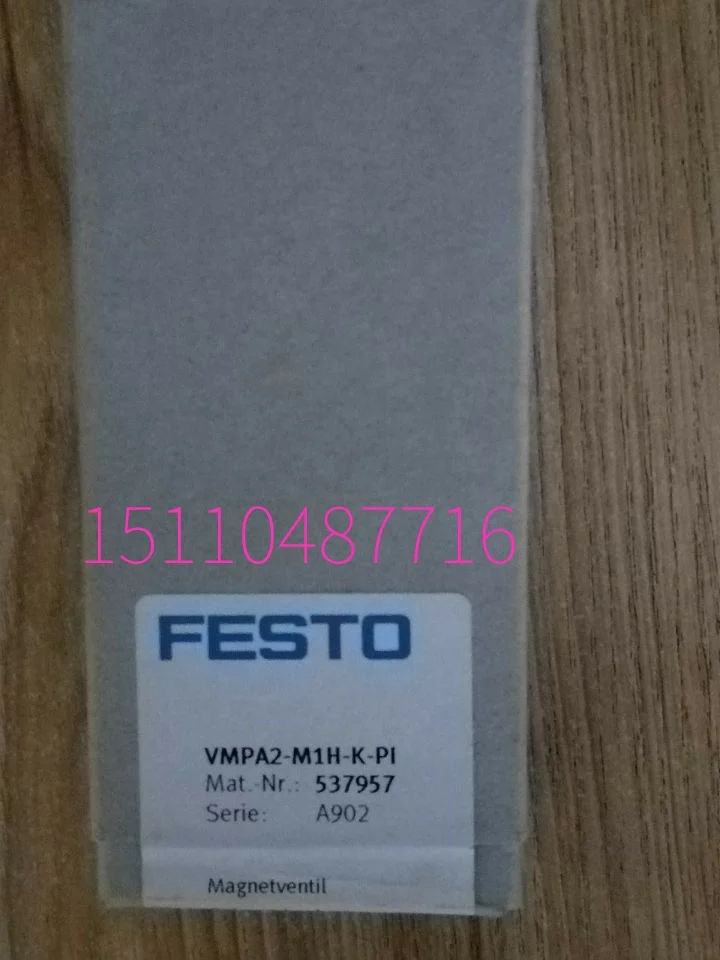 15110487716
FESTO
VMPA2-M1H-K-PI
Mat.-Nr.: 537957
Serie: A902
Magnetventil